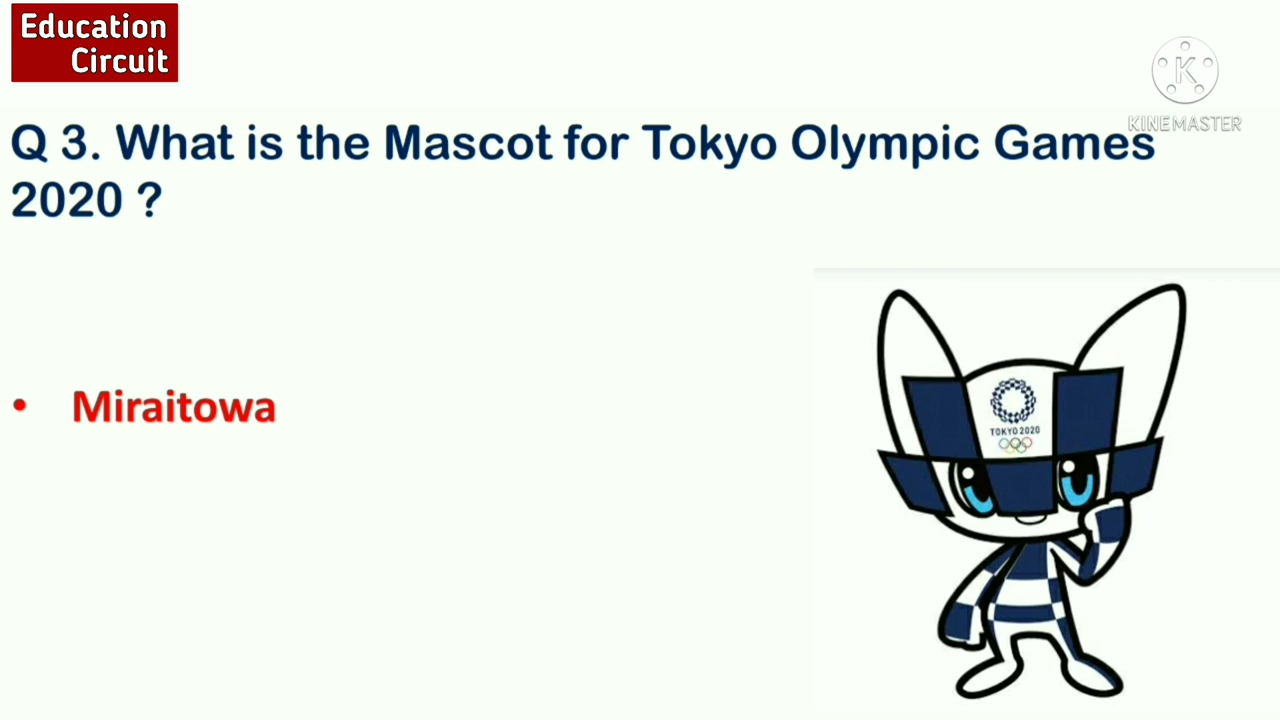 Education
Circuit
K
KINEMASTER
Q 3. What is the Mascot for Tokyo Olympic Games
2020 ?
• Miraitowa
TOKYO 2020